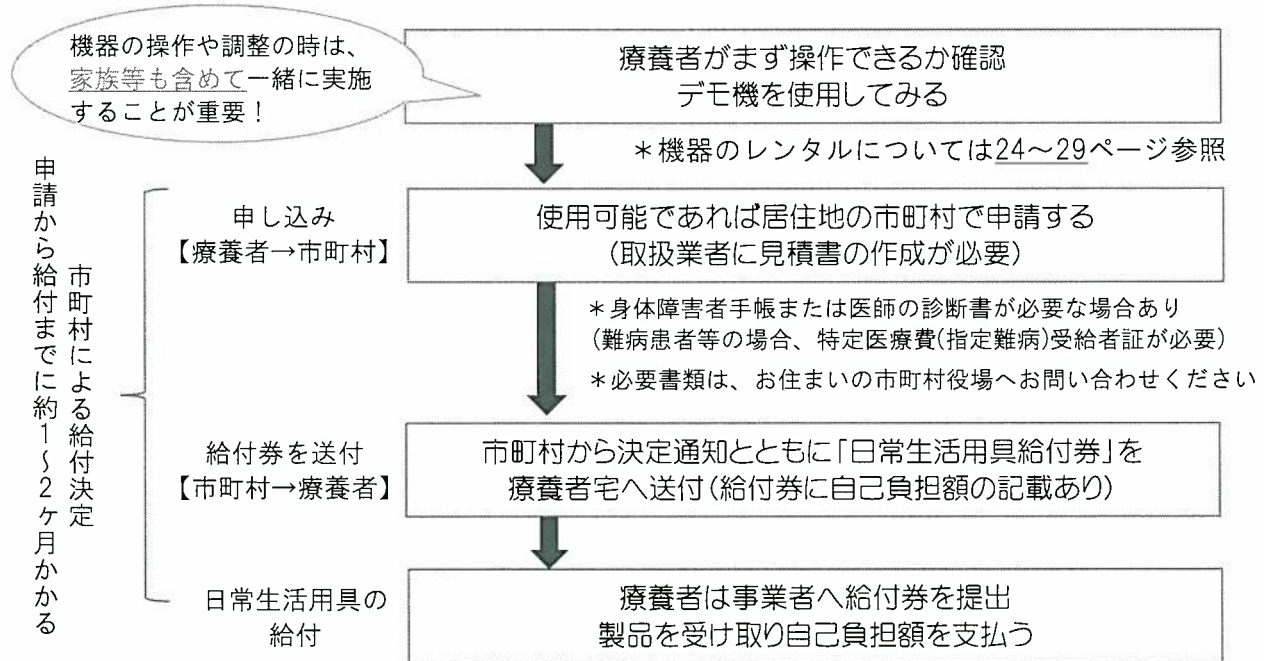 機器の操作や調整の時は、
家族等も含めて一緒に実施
することが重要！
療養者がまず操作できるか確認
デモ機を使用してみる
＊機器のレンタルについては24～29ページ参照
市町村による給付決定
申請から給付までに約1～2ヶ月かかる
申し込み
【療養者→市町村】
使用可能であれば居住地の市町村で申請する
（取扱業者に見積書の作成が必要）
＊身体障害者手帳または医師の診断書が必要な場合あり
（難病患者等の場合、特定医療費(指定難病)受給者証が必要）
＊必要書類は、お住まいの市町村役場へお問い合わせください
給付券を送付
【市町村→療養者】
市町村から決定通知とともに「日常生活用具給付券」を
療養者宅へ送付（給付券に自己負担額の記載あり）
日常生活用具の
給付
療養者は事業者へ給付券を提出
製品を受け取り自己負担額を支払う